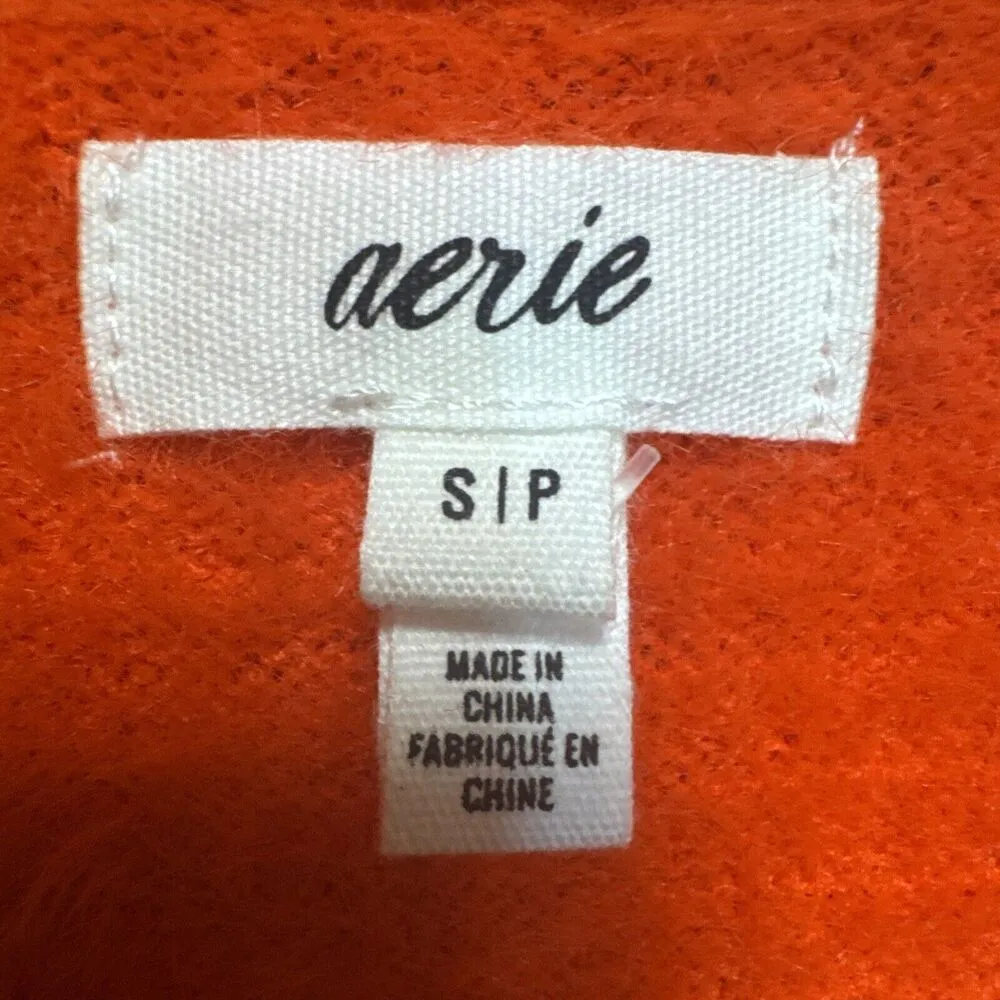 aerie
S|P
MADE IN
CHINA
FABRIQUÉ EN
CHINE